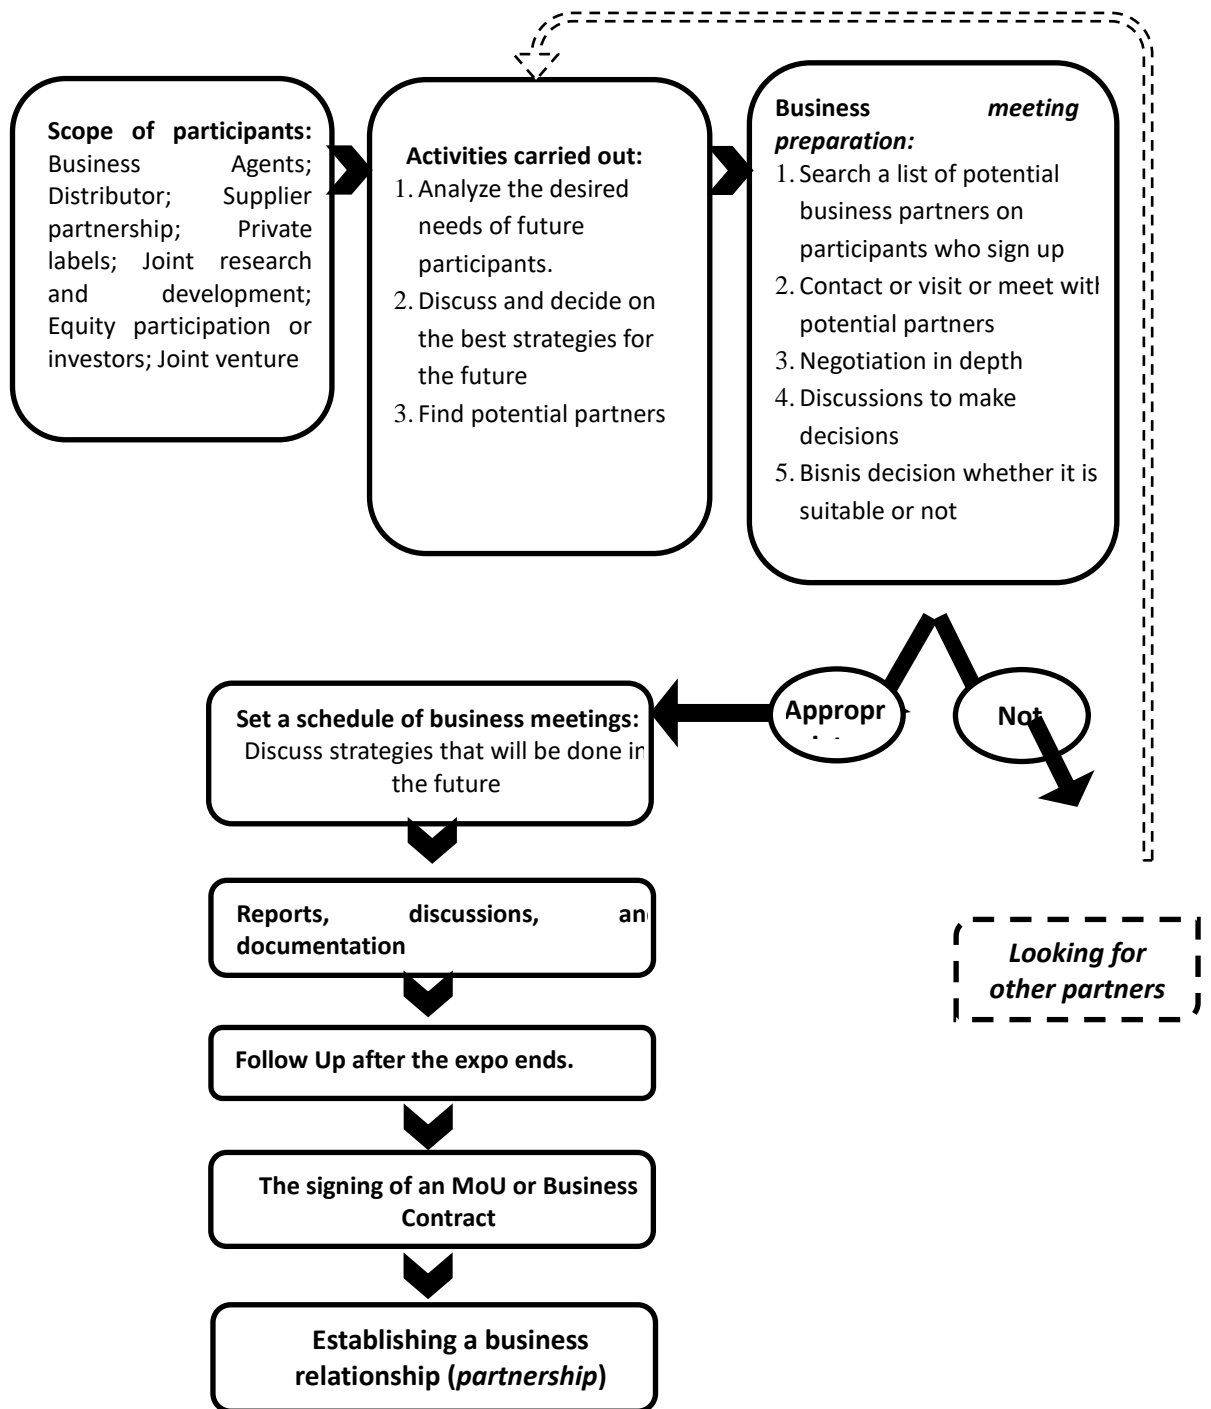 Scope of participants:
Business Agents;
Distributor; Supplier
partnership; Private
labels; Joint research
and development;
Equity participation or
investors; Joint venture
Activities carried out:
1. Analyze the desired
needs of future
participants.
2. Discuss and decide on
the best strategies for
the future
3. Find potential partners
Business meeting
preparation:
1. Search a list of potential
business partners on
participants who sign up
2. Contact or visit or meet with
potential partners
3. Negotiation in depth
4. Discussions to make
decisions
5. Bisnis decision whether it is
suitable or not
Appropr
Not
Set a schedule of business meetings:
Discuss strategies that will be done in
the future
Reports, discussions, an
documentation
Looking for
other partners
Follow Up after the expo ends.
The signing of an MoU or Business
Contract
Establishing a business
relationship (partnership)